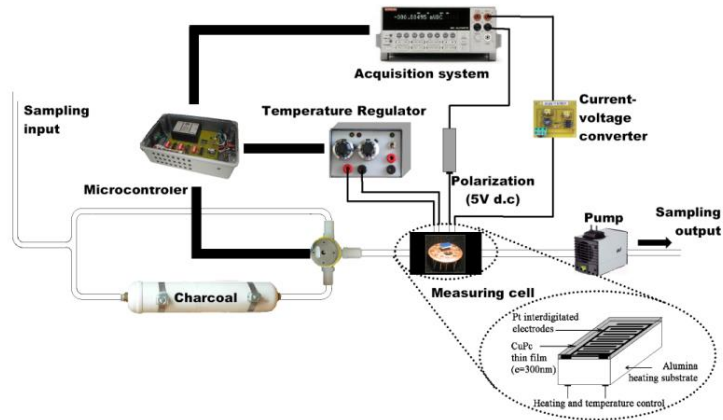 Acquisition system
Sampling
input
Temperature Regulator
Current-
voltage
converter
Microcontroler
Polarization
(5V d.c)
Pump
Sampling
output
Charcoal
Measuring cell
Pt interdigitated
electrodes
CuPc
thin film
(e=300nm)
Alumina
heating substrate
Heating and temperature control